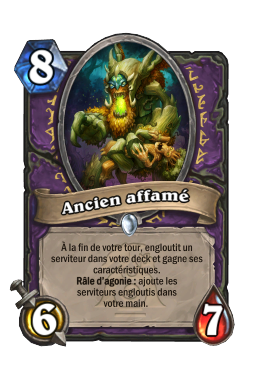 8
Ancien affamé
À la fin de votre tour, engloutit un
serviteur dans votre deck et gagne ses
caractéristiques.
Râle d'agonie : ajoute les
serviteurs engloutis dans
votre main.
6
7